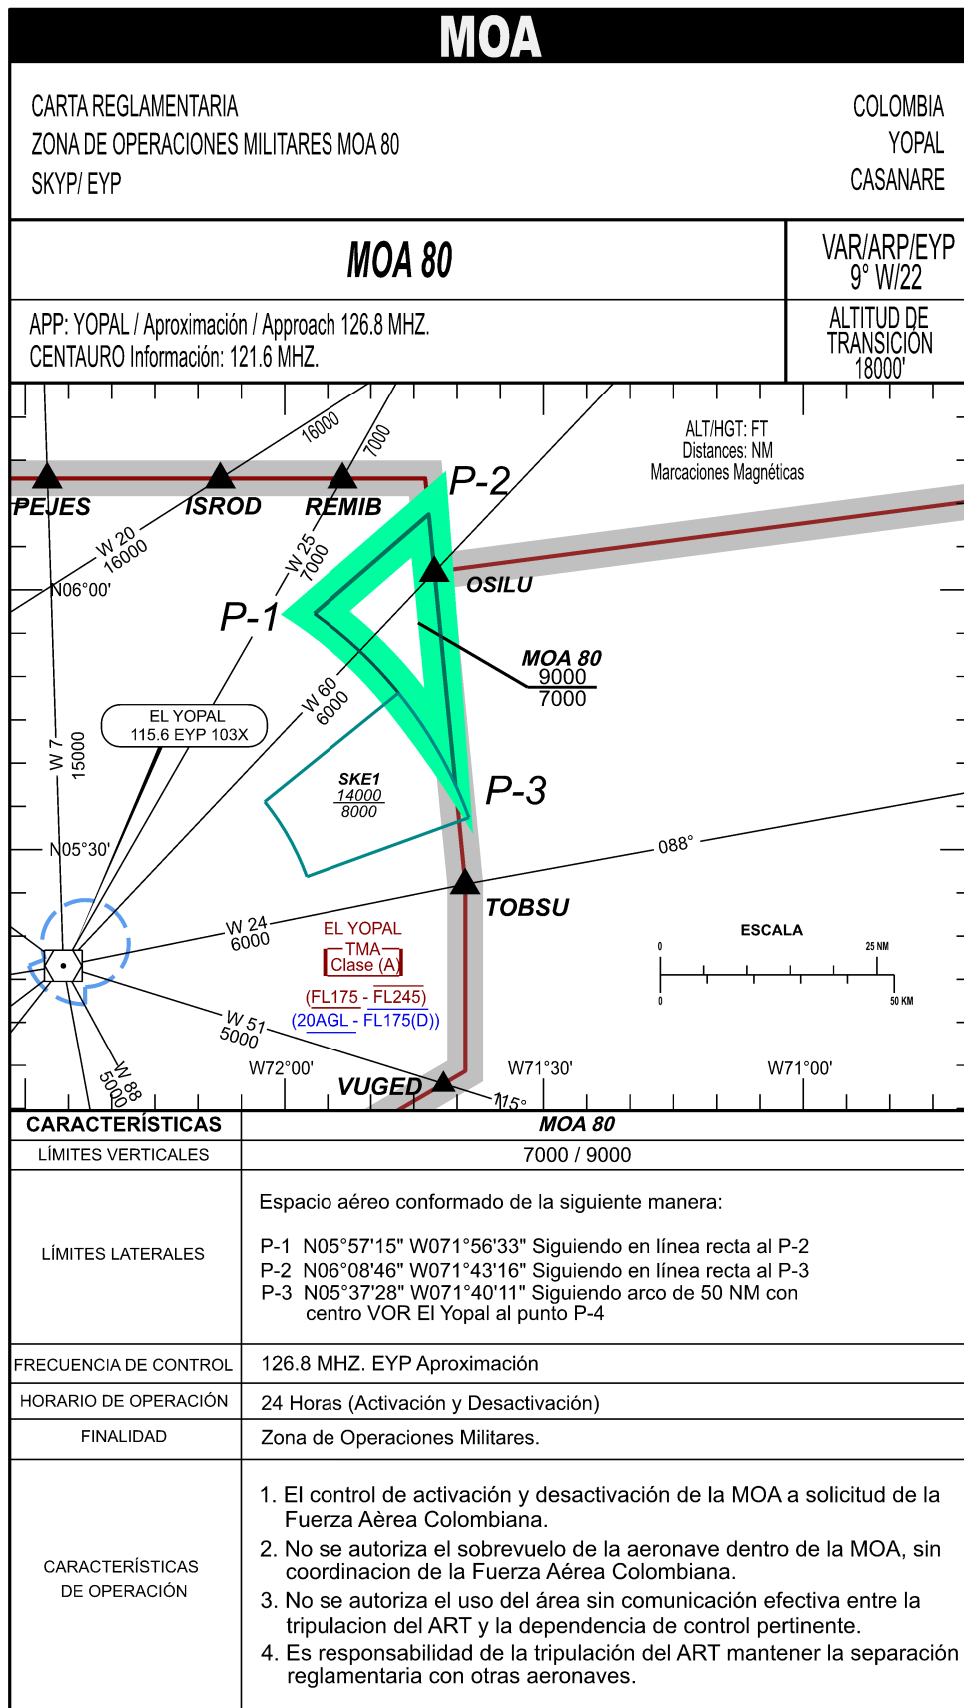 MOA
CARTA REGLAMENTARIA
ZONA DE OPERACIONES MILITARES MOA 80
SKYP/ EYP
COLOMBIA
YOPAL
CASANARE
MOA 80
VAR/ARP/EYP
9° W/22
APP: YOPAL / Aproximación / Approach 126.8 MHZ.
CENTAURO Información: 121.6 MHZ.
ALTITUD DE
TRANSICIÓN
18000'
16000
7000
ALT/HGT: FT
Distances: NM
Marcaciones Magnéticas
P-2
PEJES
ISROD
REMIB
W 20
16000
W 25
7000
OSILU
N06°00'
P-1
MOA 80
9000
7000
W 60
6000
EL YOPAL
115.6 EYP 103X
W 7
15000
SKE1
14000
8000
P-3
N05°30'
088°
TOBSU
W 24
6000
EL YOPAL
TMA
Clase (A)
(FL175 - FL245)
(20AGL - FL175(D))
ESCALA
0
25 NM
0
50 KM
W 51
5000
W 88
5000
W72°00'
W71°30'
W71°00'
VUGED
115°
CARACTERÍSTICAS
MOA 80
LÍMITES VERTICALES
7000 / 9000
LÍMITES LATERALES
Espacio aéreo conformado de la siguiente manera:
P-1 N05°57'15" W071°56'33" Siguiendo en línea recta al P-2
P-2 N06°08'46" W071°43'16" Siguiendo en línea recta al P-3
P-3 N05°37'28" W071°40'11" Siguiendo arco de 50 NM con
centro VOR El Yopal al punto P-4
FRECUENCIA DE CONTROL
126.8 MHZ. EYP Aproximación
HORARIO DE OPERACIÓN
24 Horas (Activación y Desactivación)
FINALIDAD
Zona de Operaciones Militares.
CARACTERÍSTICAS
DE OPERACIÓN
1. El control de activación y desactivación de la MOA a solicitud de la
Fuerza Aèrea Colombiana.
2. No se autoriza el sobrevuelo de la aeronave dentro de la MOA, sin
coordinacion de la Fuerza Aérea Colombiana.
3. No se autoriza el uso del área sin comunicación efectiva entre la
tripulacion del ART y la dependencia de control pertinente.
4. Es responsabilidad de la tripulación del ART mantener la separación
reglamentaria con otras aeronaves.